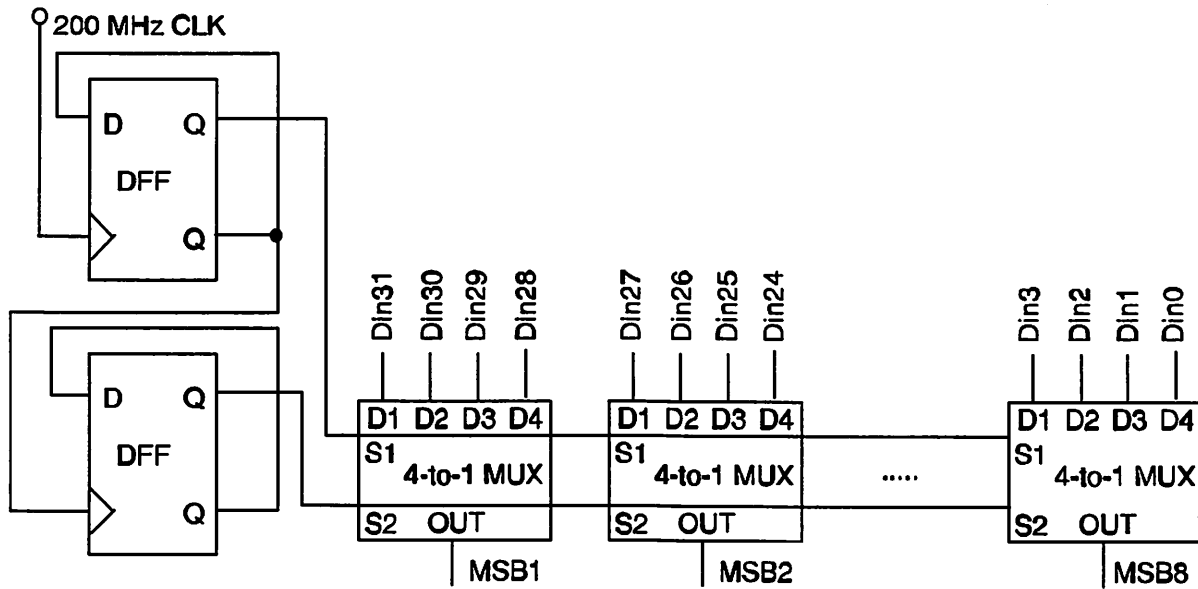 200 MHz CLK
D Q
DFF
Q
Din31 Din30 Din29 Din28 Din27 Din26 Din25 Din24 Din3 Din2 Din1 Din0
D Q
DFF
Q
D1 D2 D3 D4
S1
4-to-1 MUX
S2 OUT
MSB1
D1 D2 D3 D4
S1
4-to-1 MUX
S2 OUT
MSB2
.....
D1 D2 D3 D4
S1
4-to-1 MUX
S2 OUT
MSB8